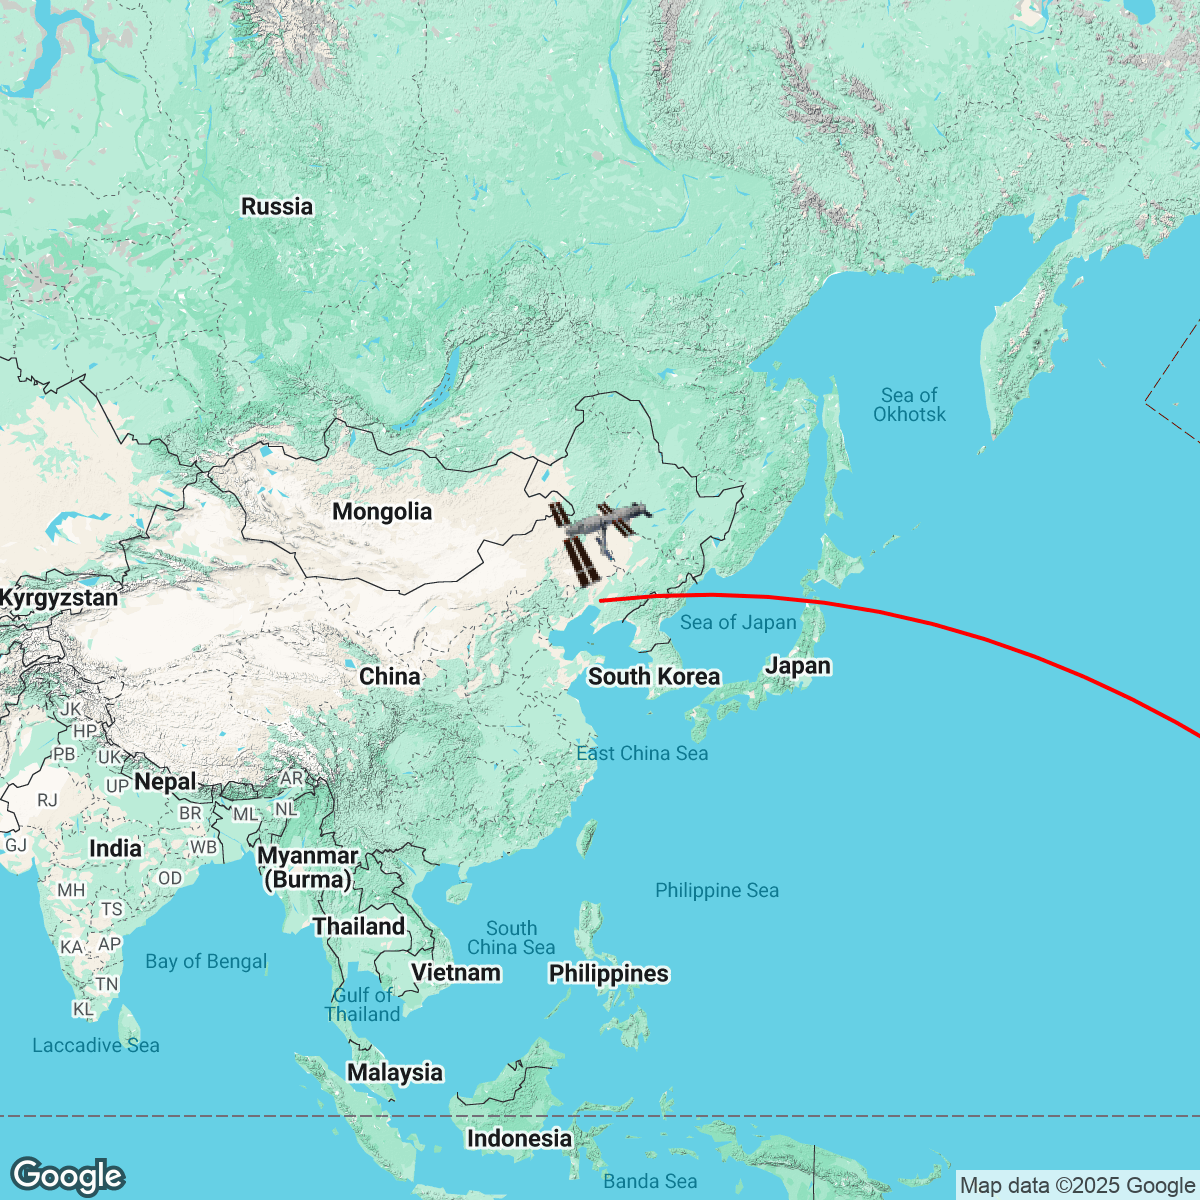 Russia
Sea of
Okhotsk
Mongolia
Kyrgyzstan
Sea of Japan
China
South Korea
Japan
JK
HP
PB
UK
East China Sea
Nepal
AR
UP
RJ
BR
ML
NL
GJ
India
WB
Myanmar
(Burma)
OD
MH
Philippine Sea
TS
Thailand
South
China Sea
KA
AP
Bay of Bengal
Vietnam
Philippines
TN
Gulf of
Thailand
KL
Laccadive Sea
Malaysia
Indonesia
Banda Sea
Google
Map data ©2025 Google